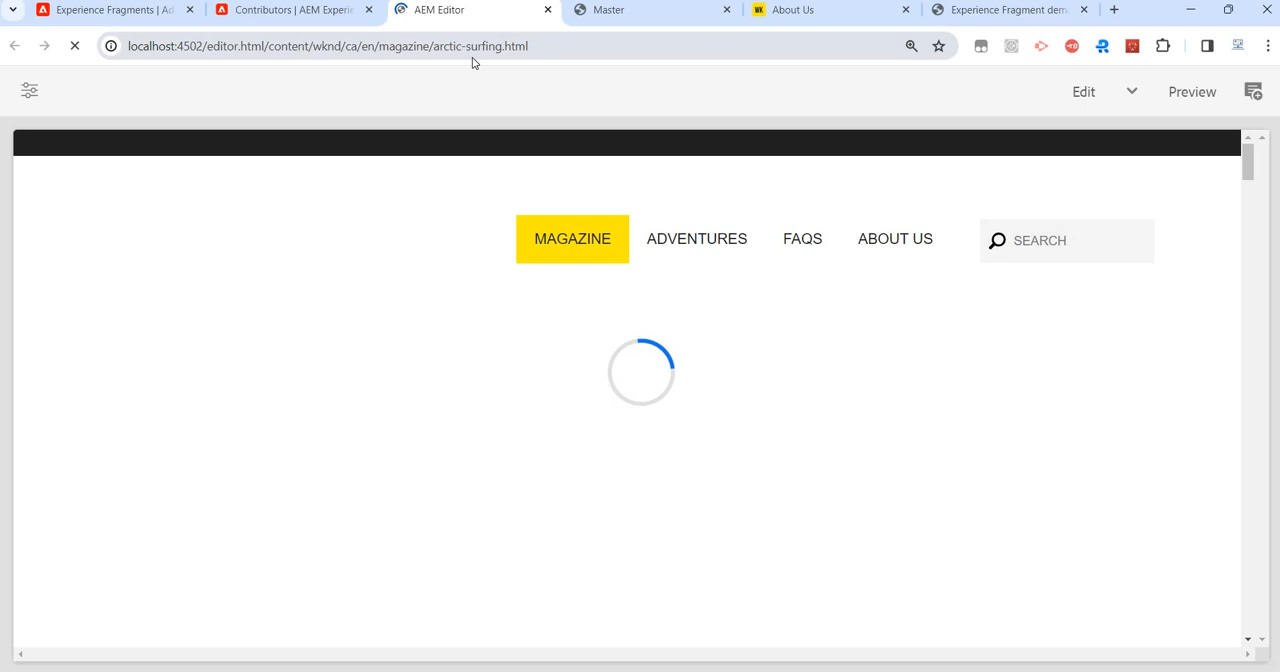 Experience Fragments | Ad
Contributors | AEM Experie
AEM Editor
Master
WK About Us
Experience Fragment dem
localhost:4502/editor.html/content/wknd/ca/en/magazine/arctic-surfing.html
Edit Preview
MAGAZINE ADVENTURES FAQS ABOUT US SEARCH